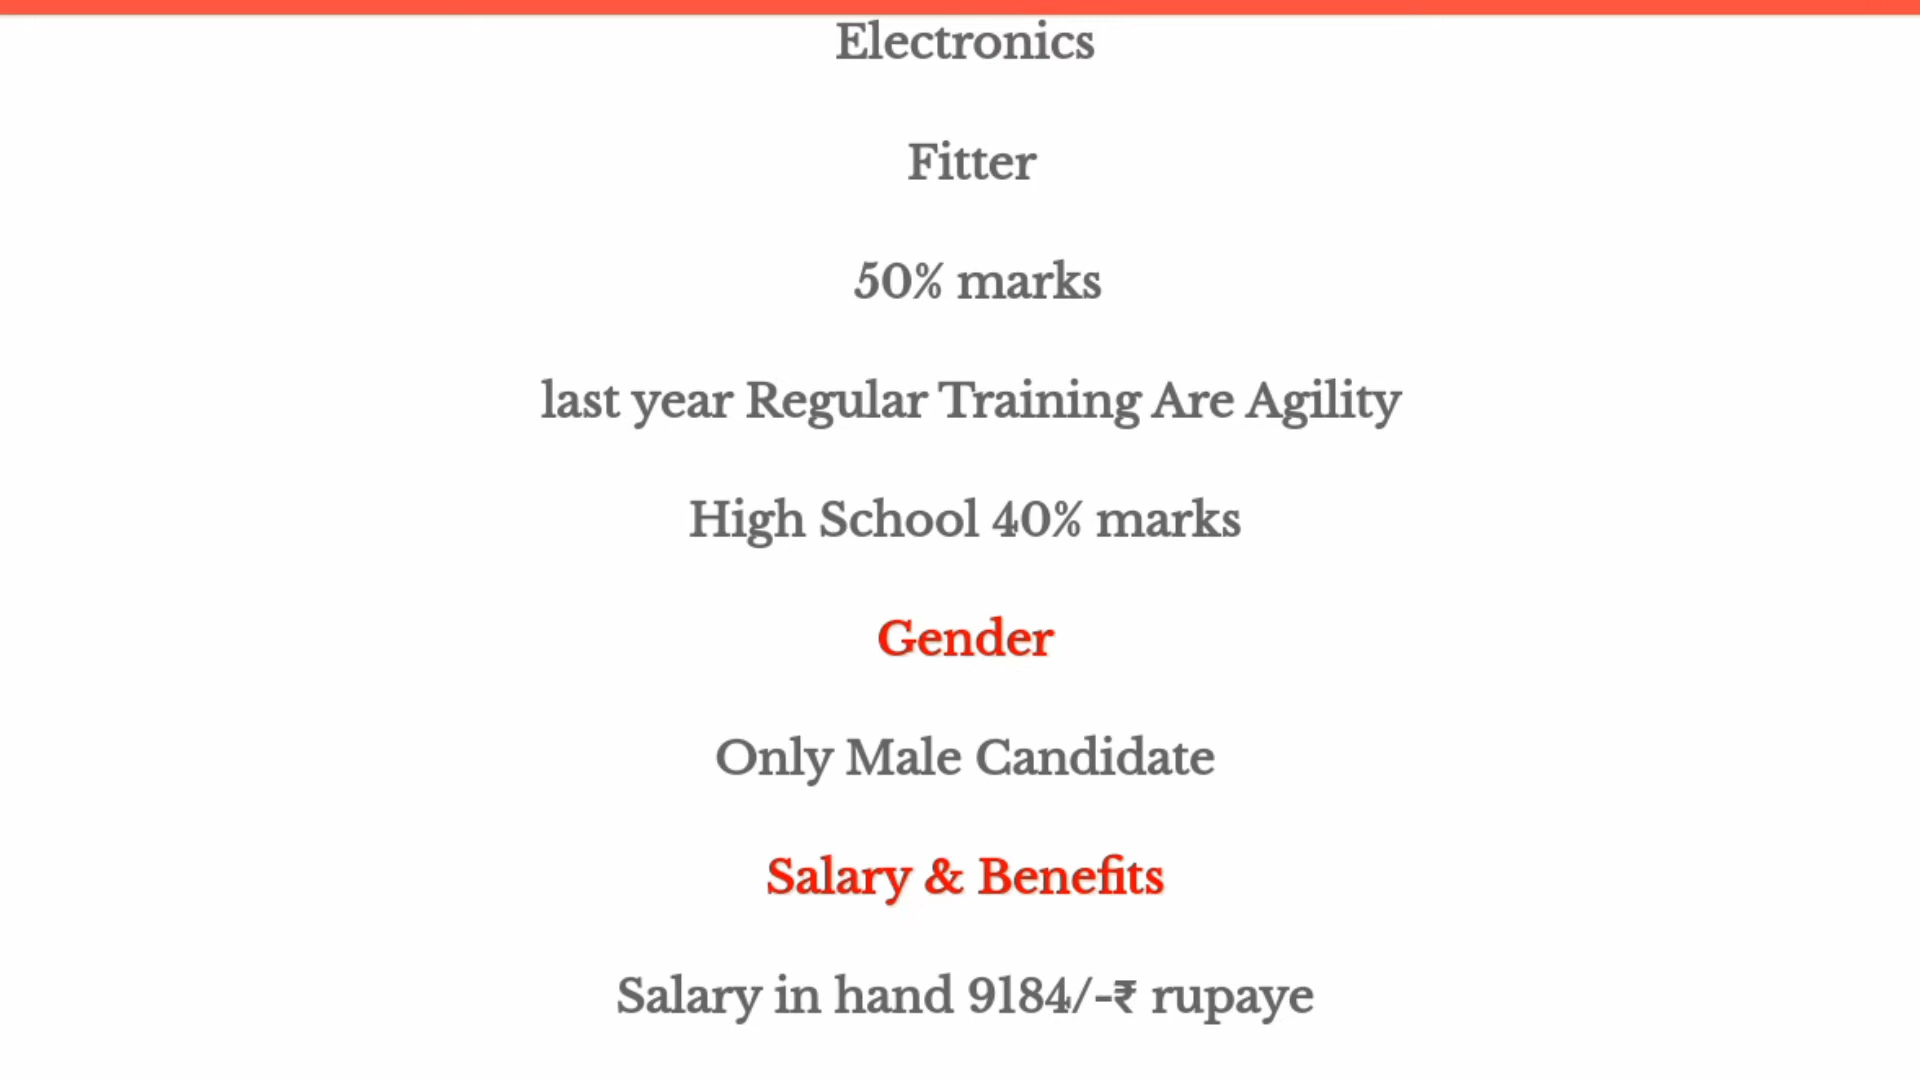 Electronics
Fitter
50% marks
last year Regular Training Are Agility
High School 40% marks
Gender
Only Male Candidate
Salary & Benefits
Salary in hand 9184/-₹ rupaye